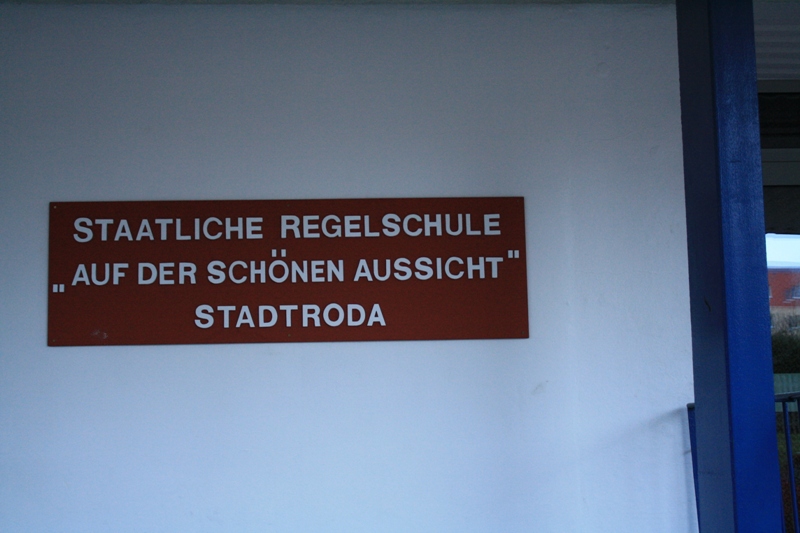 STAATLICHE REGELSCHULE
„AUF DER SCHÖNEN AUSSICHT"
STADTRODA